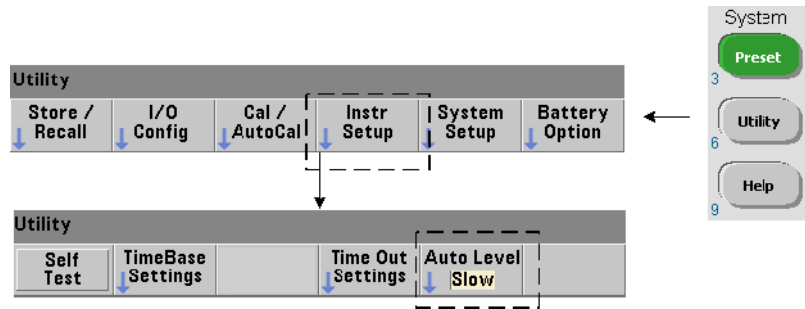 System
Preset
3
Utility
Store / Recall
I/O Config
Cal / AutoCal
Instr Setup
System Setup
Battery Option
Utility
6
Help
9
Utility
Self Test
TimeBase Settings
Time Out Settings
Auto Level Slow